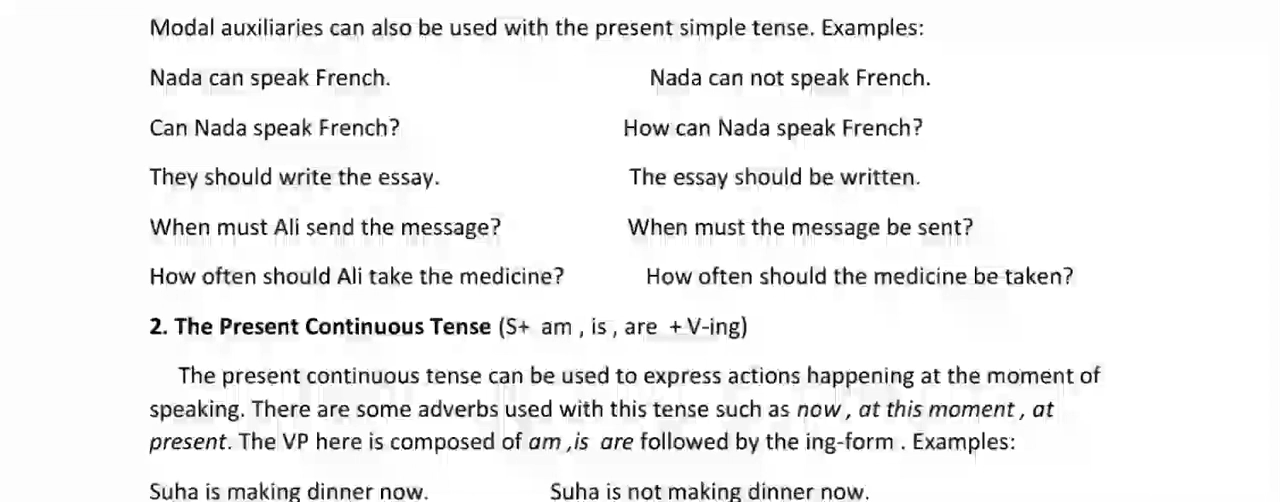 Modal auxiliaries can also be used with the present simple tense. Examples:
Nada can speak French. Nada can not speak French.
Can Nada speak French? How can Nada speak French?
They should write the essay. The essay should be written.
When must Ali send the message? When must the message be sent?
How often should Ali take the medicine? How often should the medicine be taken?
2. The Present Continuous Tense (S+ am , is , are + V-ing)
The present continuous tense can be used to express actions happening at the moment of
speaking. There are some adverbs used with this tense such as now , at this moment , at
present. The VP here is composed of am ,is are followed by the ing-form . Examples:
Suha is making dinner now. Suha is not making dinner now.